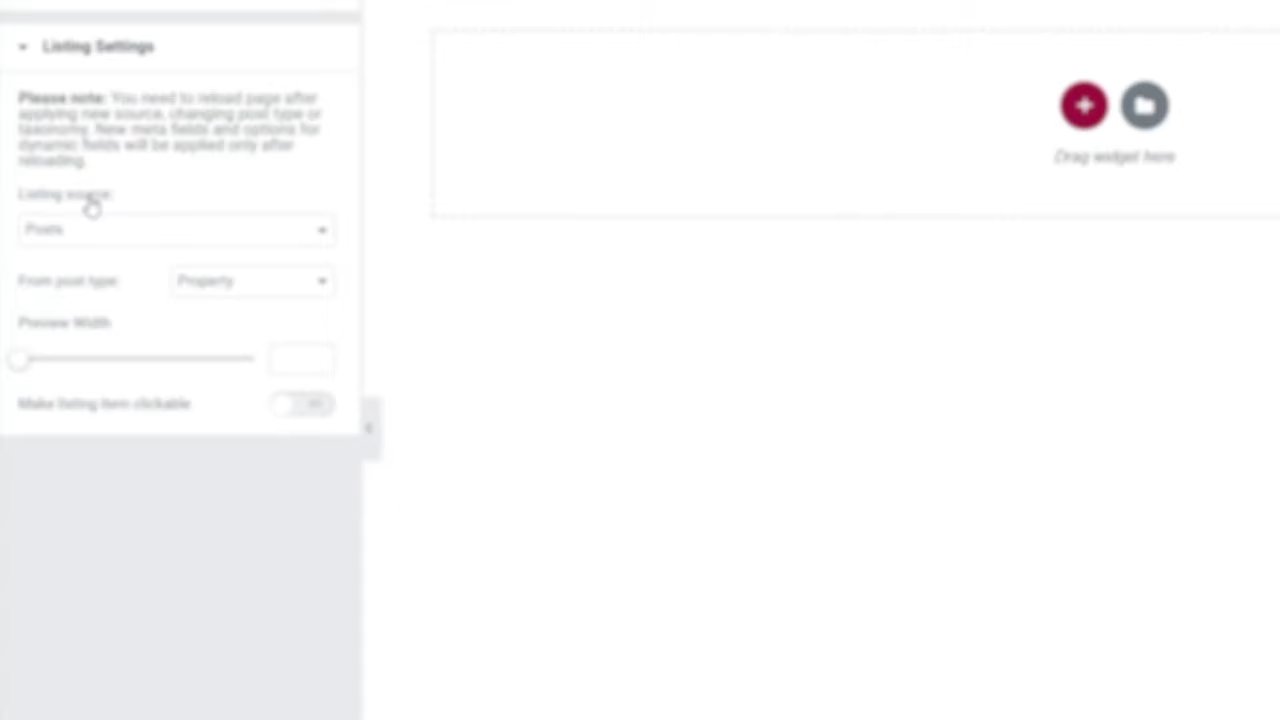 Listing Settings
Please note: You need to reload page after
applying new source, changing post type or
taxonomy. New meta fields and options for
dynamic fields will be applied only after
reloading.
Listing source:
Posts
From post type:
Property
Preview Width
Make listing item clickable
Drag widget here